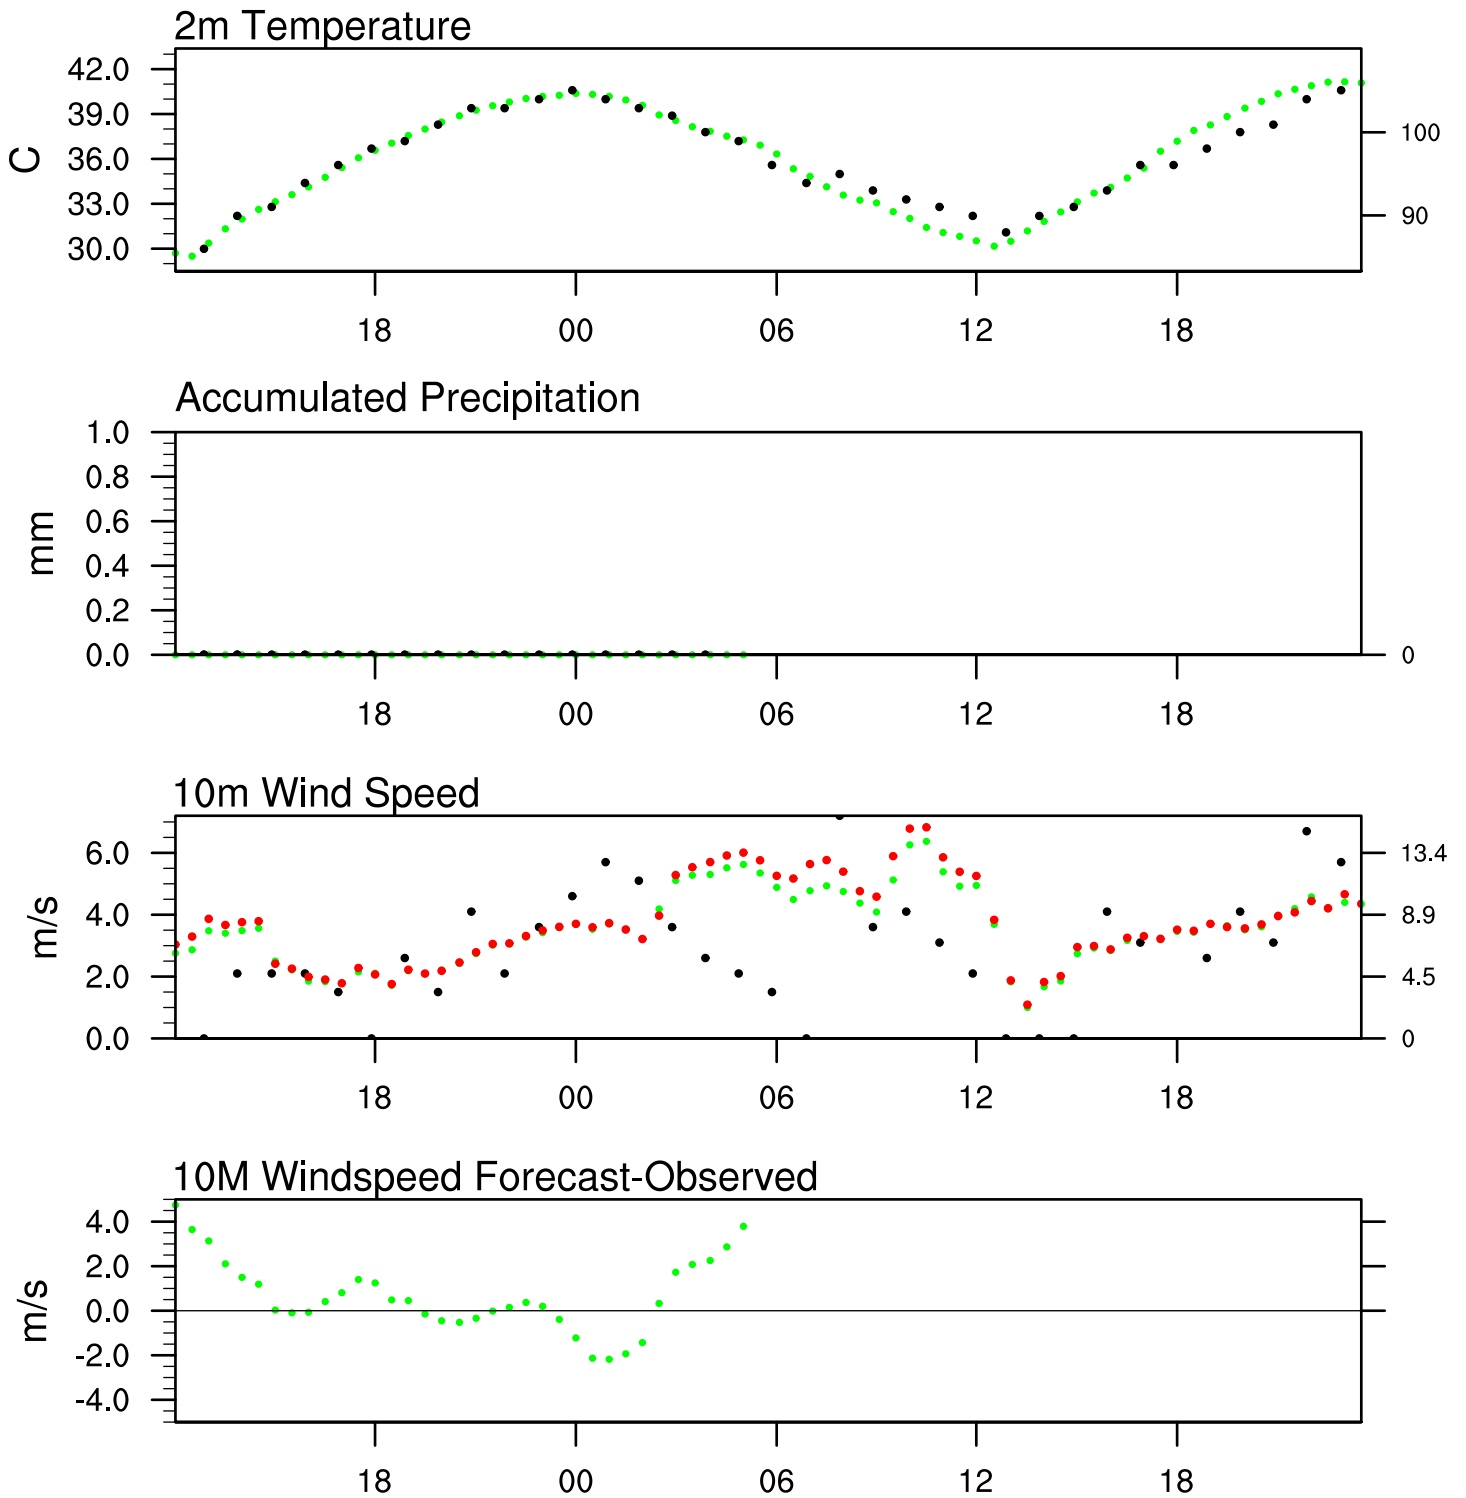 2m Temperature
42.0
39.0
36.0
33.0
30.0
C
100
90
18 00 06 12 18
Accumulated Precipitation
1.0
0.8
0.6
0.4
0.2
0.0
mm
0
18 00 06 12 18
10m Wind Speed
6.0
4.0
2.0
0.0
m/s
13.4
8.9
4.5
0
18 00 06 12 18
10M Windspeed Forecast-Observed
4.0
2.0
0.0
-2.0
-4.0
m/s
18 00 06 12 18